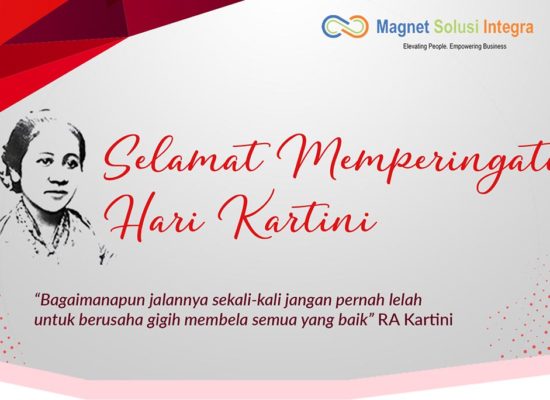 Magnet Solusi Integra
Elevating People. Empowering Business
Selamat Memperingat
Hari Kartini
“Bagaimanapun jalannya sekali-kali jangan pernah lelah
untuk berusaha gigih membela semua yang baik” RA Kartini